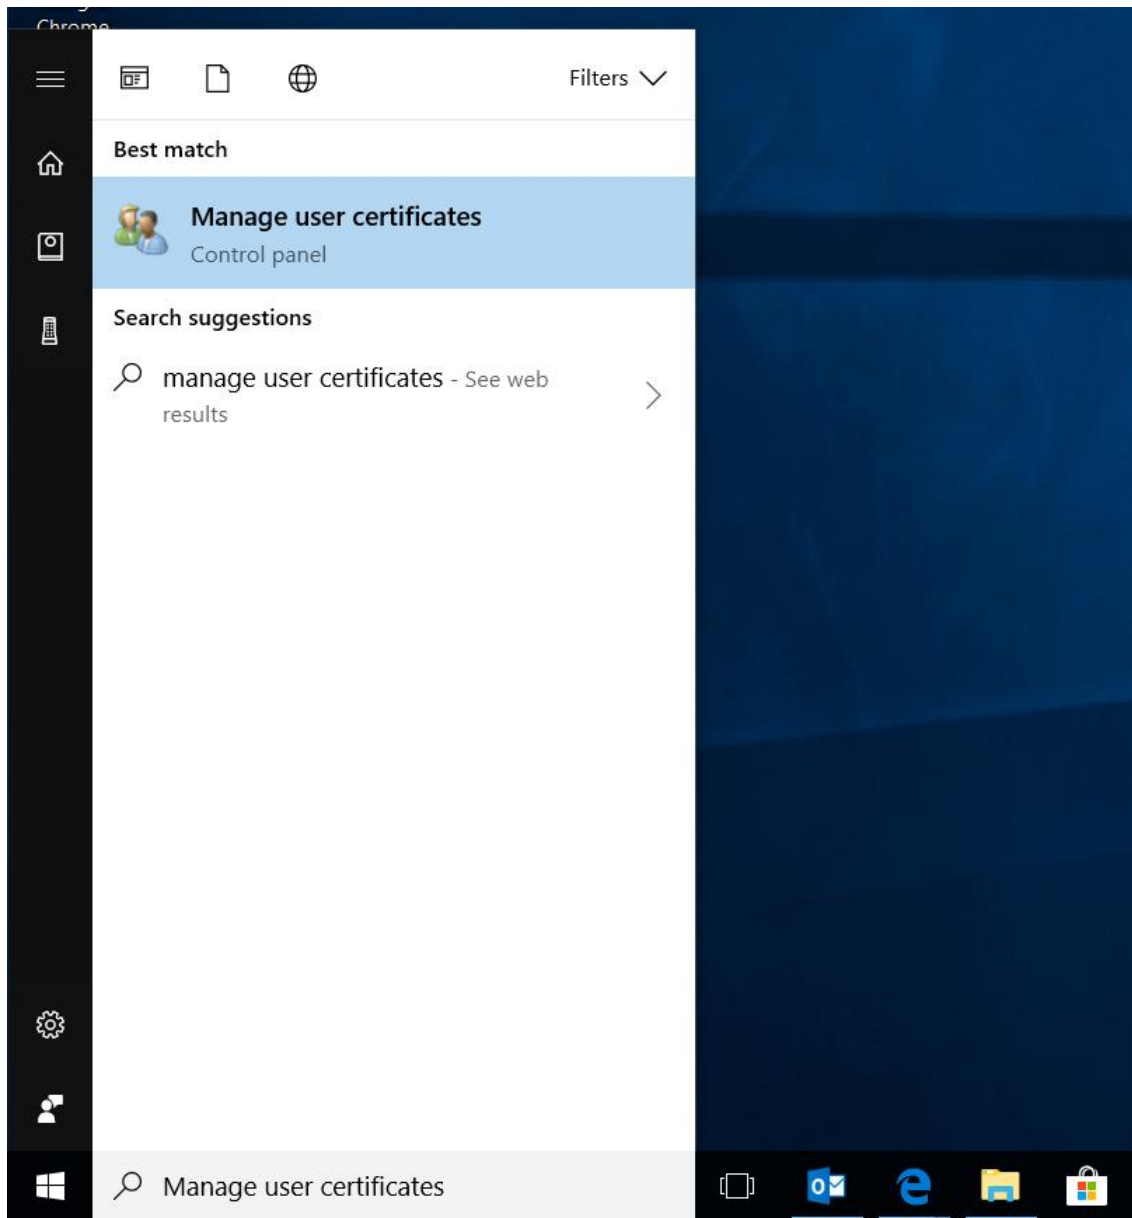 Chrome
Filters
Best match
Manage user certificates
Control panel
Search suggestions
manage user certificates - See web
results
Manage user certificates